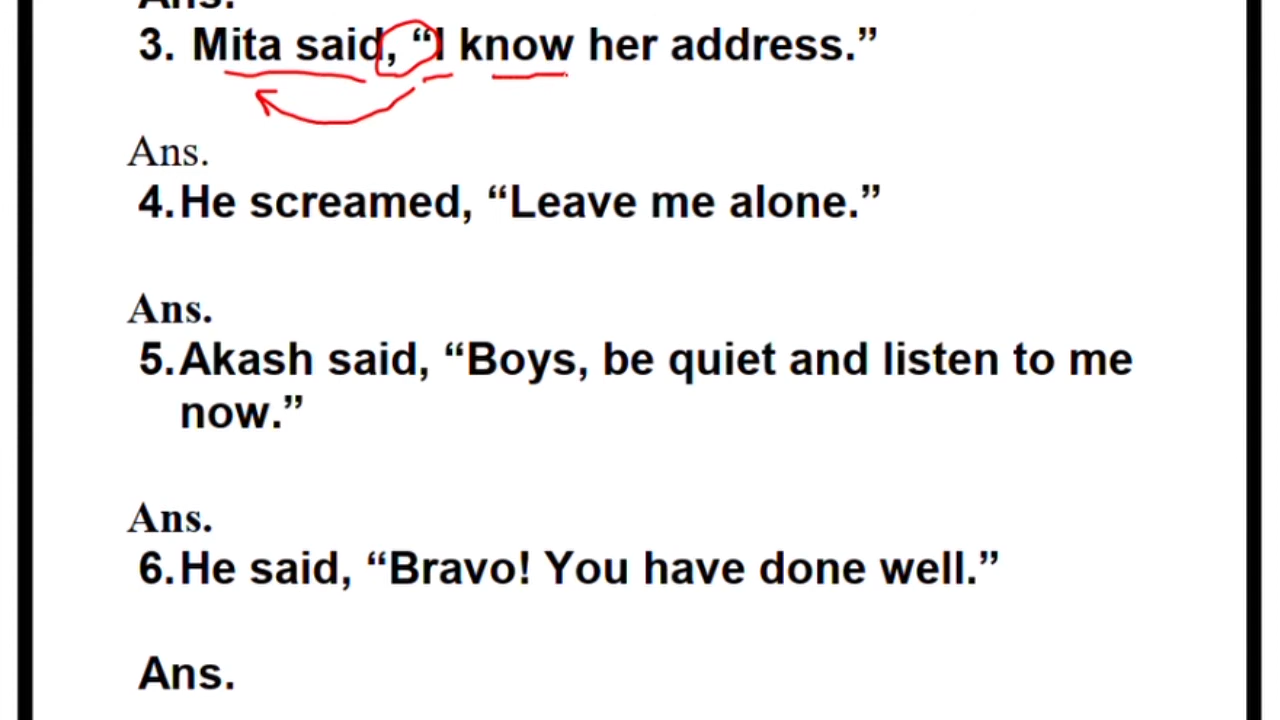 Ans.
3. Mita said, “I know her address.”
Ans.
4.He screamed, “Leave me alone.”
Ans.
5.Akash said, “Boys, be quiet and listen to me
now.”
Ans.
6.He said, “Bravo! You have done well.”
Ans.